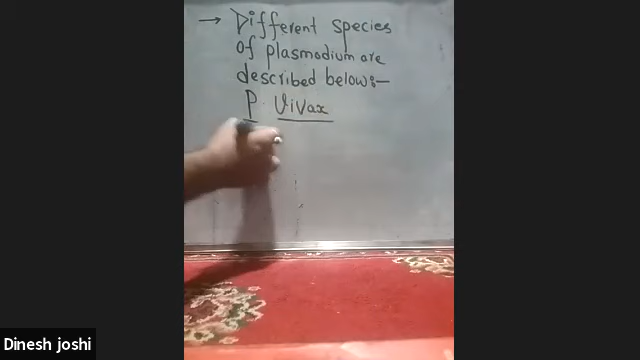 → Different species
of plasmodium are
described below:-
P. Vivax
Dinesh joshi